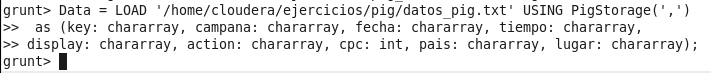 grunt> Data = LOAD '/home/cloudera/ejercicios/pig/datos_pig.txt' USING PigStorage(',')
>>  as (key: chararray, campana: chararray, fecha: chararray, tiempo: chararray,
>> display: chararray, action: chararray, cpc: int, pais: chararray, lugar: chararray);
grunt>